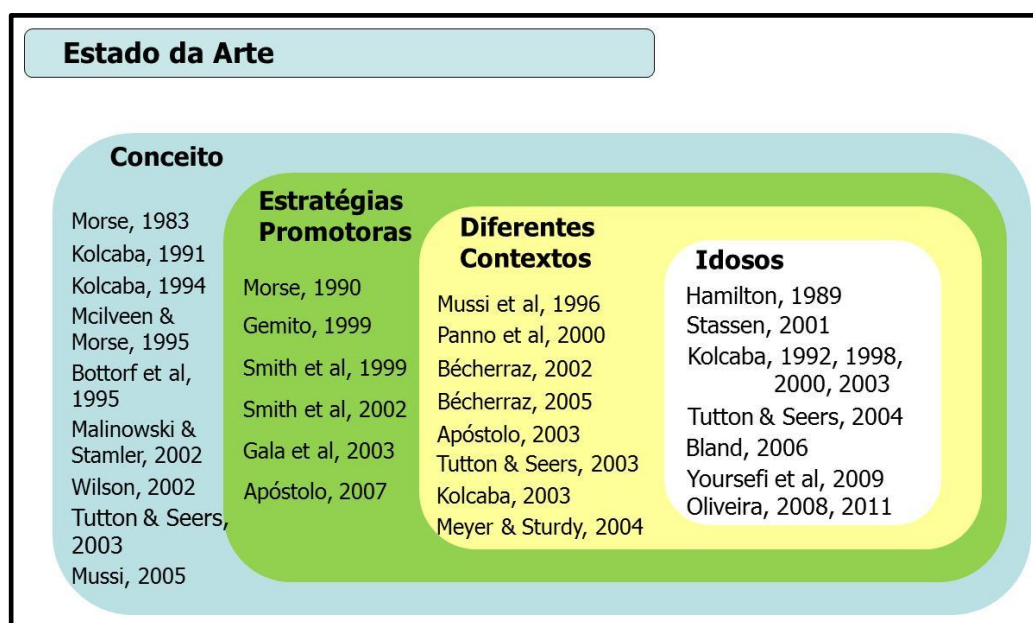 Estado da Arte
Conceito
Morse, 1983
Kolcaba, 1991
Kolcaba, 1994
Mcilveen &
Morse, 1995
Bottorf et al,
1995
Malinowski &
Stamler, 2002
Wilson, 2002
Tutton & Seers,
2003
Mussi, 2005
Estratégias
Promotoras
Morse, 1990
Gemito, 1999
Smith et al, 1999
Smith et al, 2002
Gala et al, 2003
Apóstolo, 2007
Diferentes
Contextos
Mussi et al, 1996
Panno et al, 2000
Bécherraz, 2002
Bécherraz, 2005
Apóstolo, 2003
Tutton & Seers, 2003
Kolcaba, 2003
Meyer & Sturdy, 2004
Idosos
Hamilton, 1989
Stassen, 2001
Kolcaba, 1992, 1998,
2000, 2003
Tutton & Seers, 2004
Bland, 2006
Yoursefi et al, 2009
Oliveira, 2008, 2011